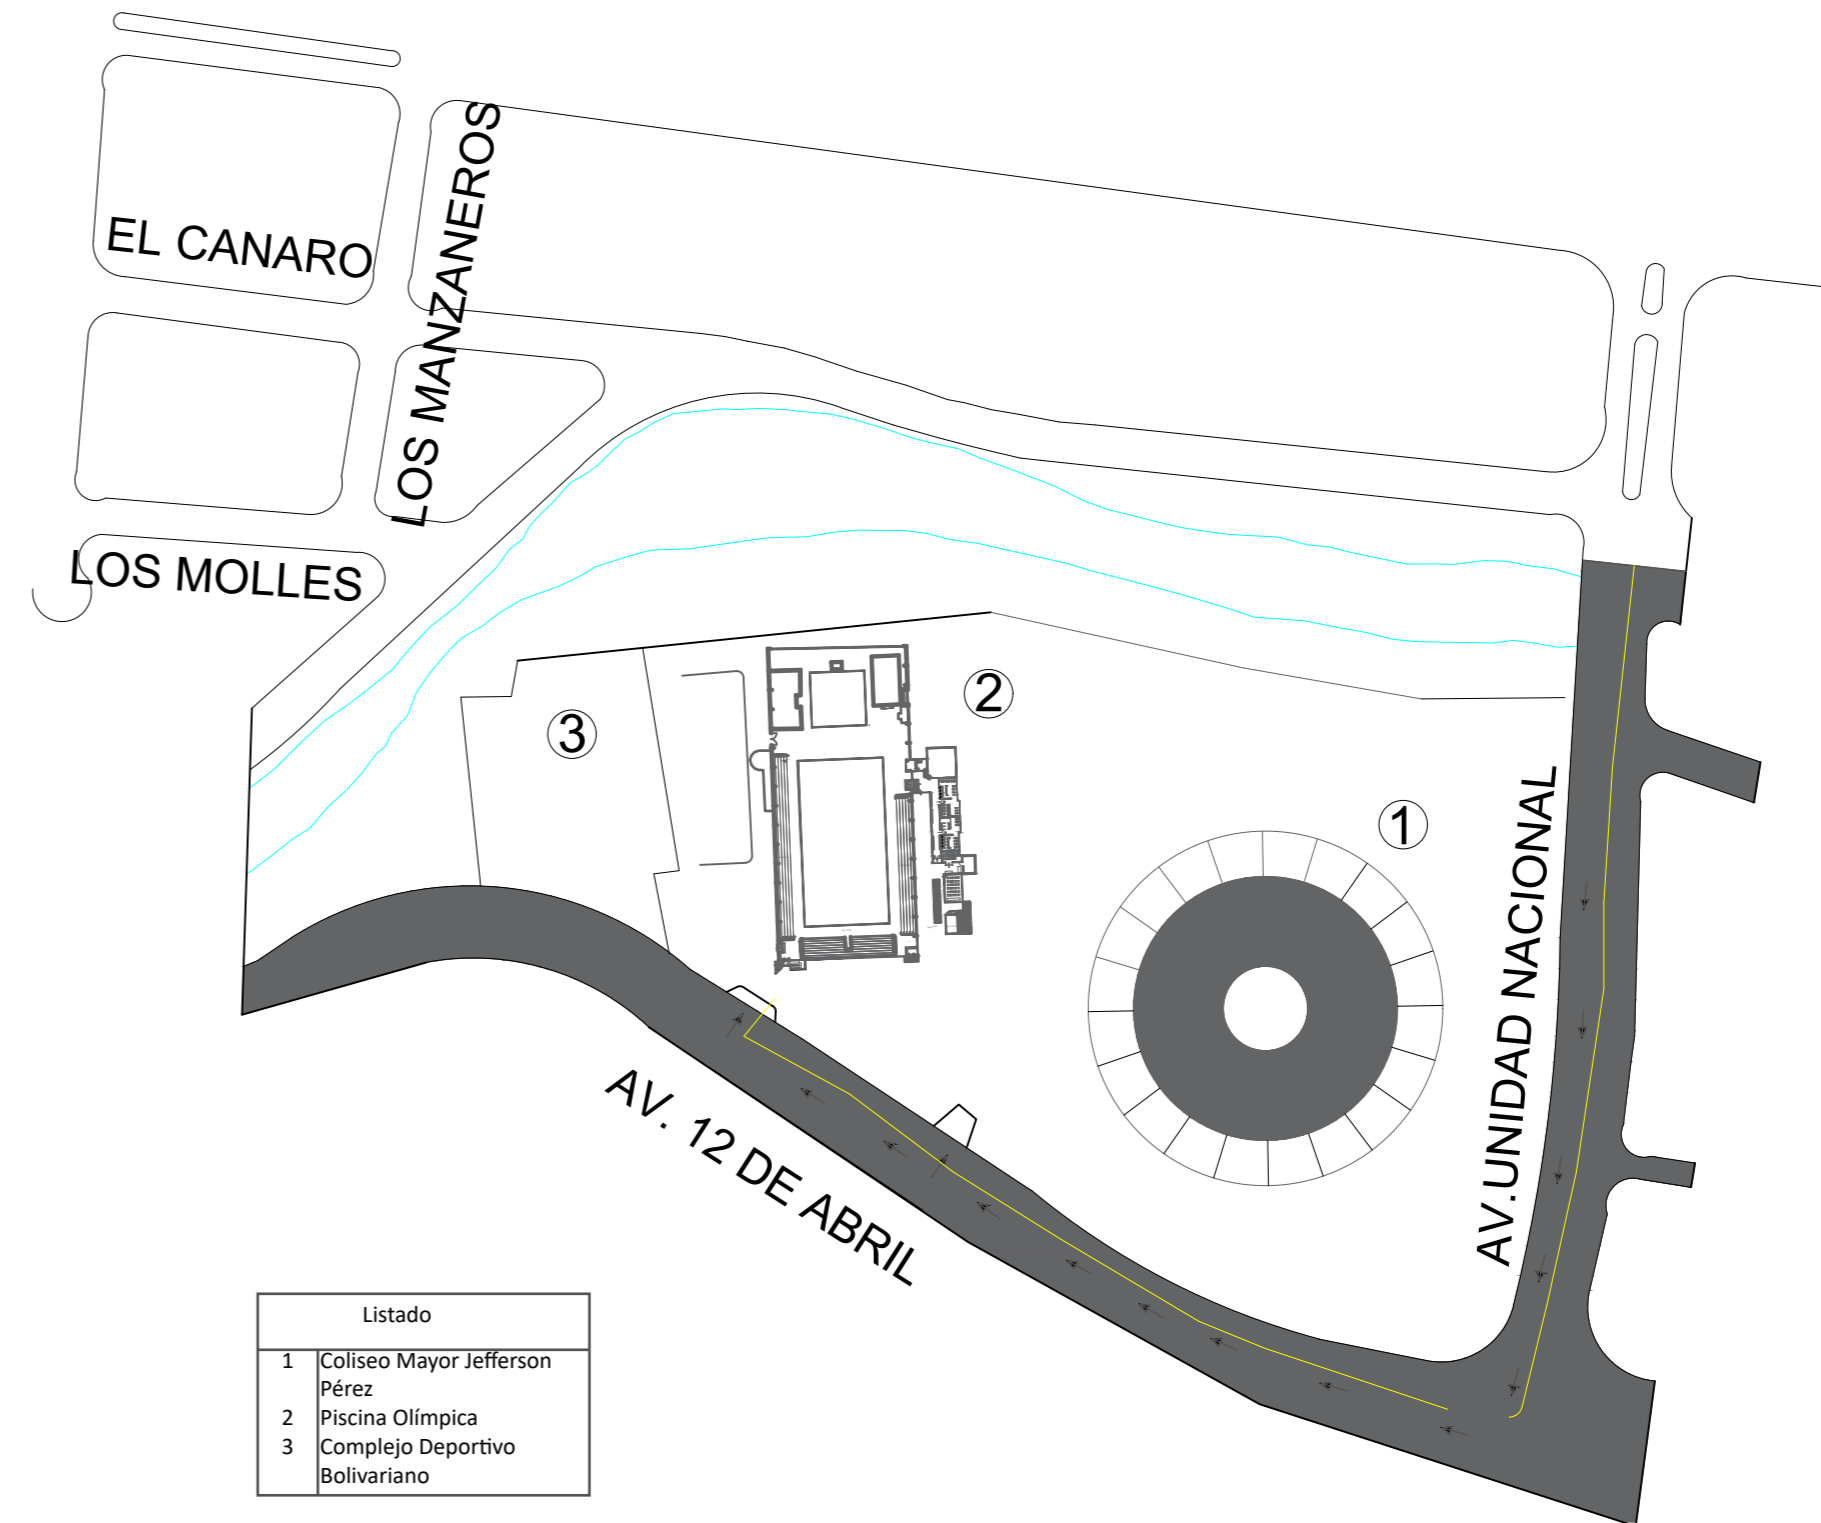 LOS MANZANEROS
EL CANARO
LOS MOLLES
3
2
1
AV.UNIDAD NACIONAL
AV. 12 DE ABRIL
Listado
1 Coliseo Mayor Jefferson
Pérez
2 Piscina Olímpica
3 Complejo Deportivo
Bolivariano